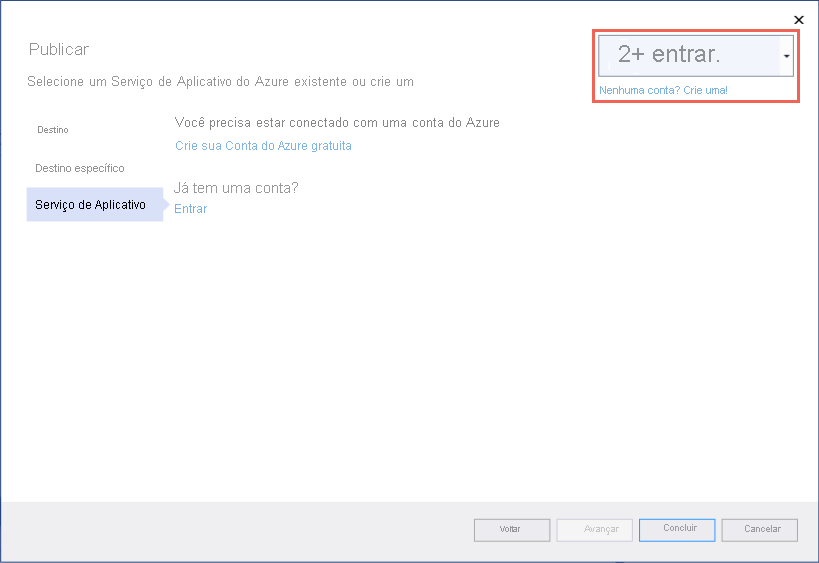 Publicar
2+ entrar.
Nenhuma conta? Crie uma!
Selecione um Serviço de Aplicativo do Azure existente ou crie um
Destino
Destino específico
Serviço de Aplicativo
Você precisa estar conectado com uma conta do Azure
Crie sua Conta do Azure gratuita
Já tem uma conta?
Entrar
Voltar
Avançar
Concluir
Cancelar